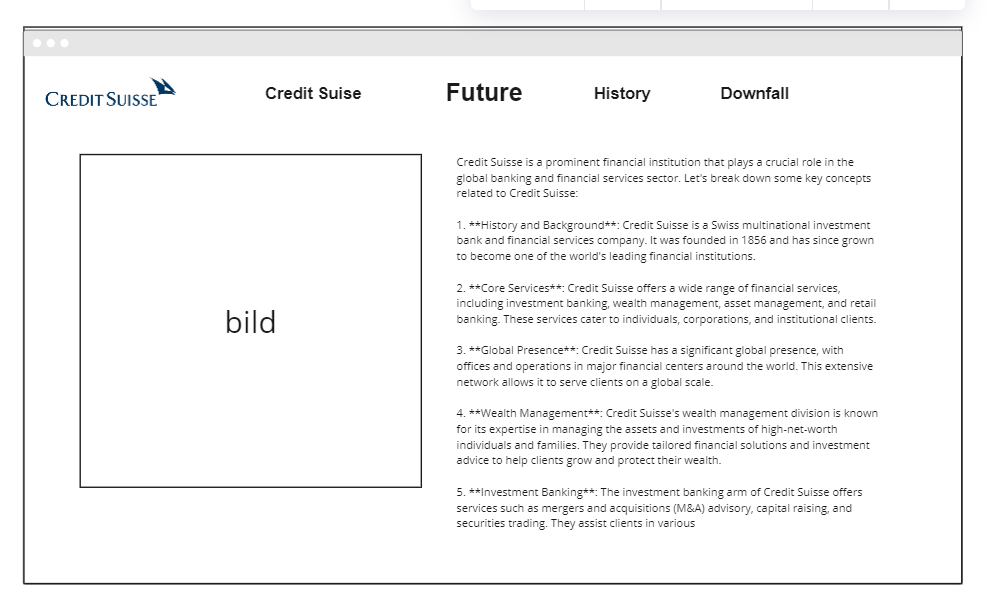 CREDIT SUISSE
Credit Suise
Future
History
Downfall
bild
Credit Suisse is a prominent financial institution that plays a crucial role in the
global banking and financial services sector. Let's break down some key concepts
related to Credit Suisse:
1. **History and Background**: Credit Suisse is a Swiss multinational investment
bank and financial services company. It was founded in 1856 and has since grown
to become one of the world's leading financial institutions.
2. **Core Services**: Credit Suisse offers a wide range of financial services,
including investment banking, wealth management, asset management, and retail
banking. These services cater to individuals, corporations, and institutional clients.
3. **Global Presence**: Credit Suisse has a significant global presence, with
offices and operations in major financial centers around the world. This extensive
network allows it to serve clients on a global scale.
4. **Wealth Management**: Credit Suisse's wealth management division is known
for its expertise in managing the assets and investments of high-net-worth
individuals and families. They provide tailored financial solutions and investment
advice to help clients grow and protect their wealth.
5. **Investment Banking**: The investment banking arm of Credit Suisse offers
services such as mergers and acquisitions (M&A) advisory, capital raising, and
securities trading. They assist clients in various